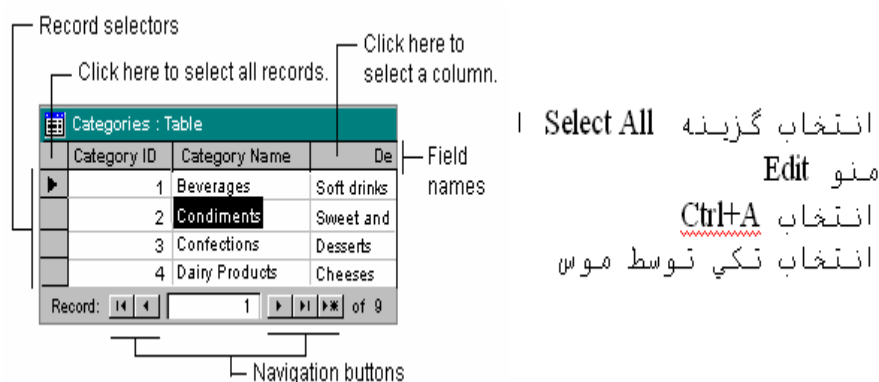 Record selectors
Click here to select a column.
Click here to select all records.
Categories : Table
Category ID Category Name De
Field names
1 Beverages Soft drinks
2 Condiments Sweet and
3 Confections Desserts
4 Dairy Products Cheeses
Record: 1 of 9
Navigation buttons
انتخاب گزينه Select All ا
منو Edit
انتخاب Ctrl+A
انتخاب تكي توسط موس